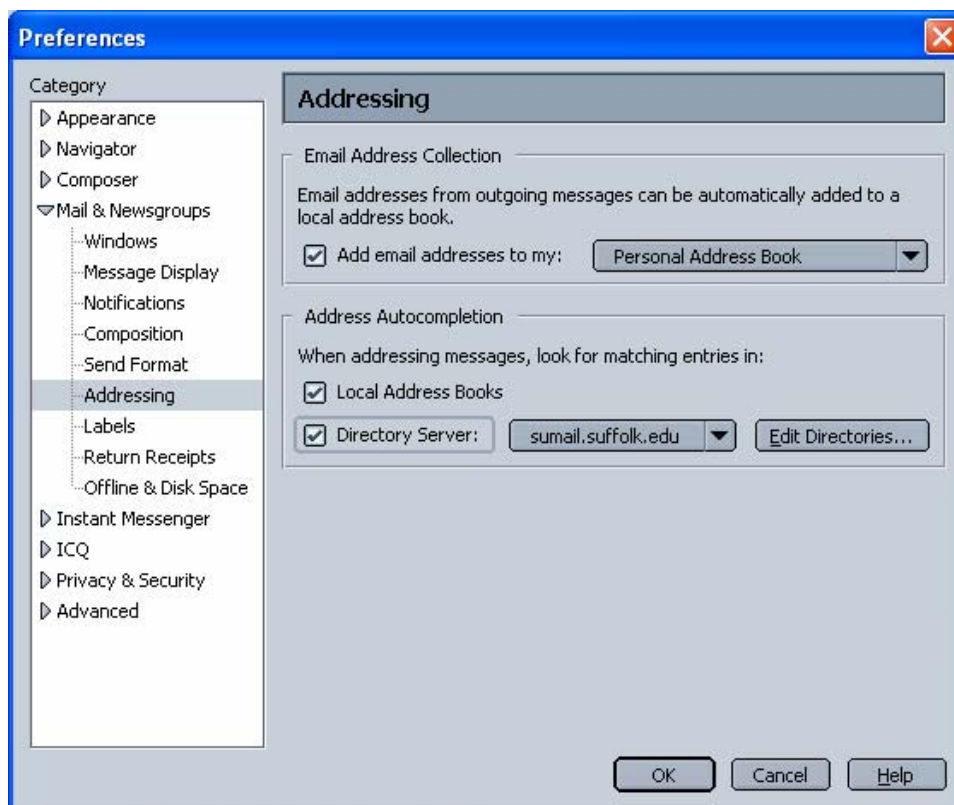 Preferences
Category
Appearance
Navigator
Composer
Mail & Newsgroups
Windows
Message Display
Notifications
Composition
Send Format
Addressing
Labels
Return Receipts
Offline & Disk Space
Instant Messenger
ICQ
Privacy & Security
Advanced
Addressing
Email Address Collection
Email addresses from outgoing messages can be automatically added to a
local address book.
Add email addresses to my: Personal Address Book
Address Autocompletion
When addressing messages, look for matching entries in:
Local Address Books
Directory Server: sumail.suffolk.edu Edit Directories...
OK Cancel Help